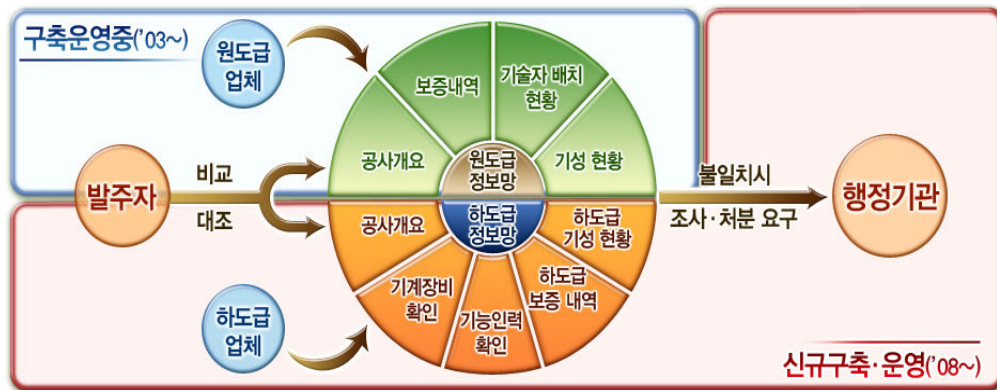 구축운영중('03~)
원도급
업체
보증내역
기술자 배치
현황
공사개요
원도급
정보망
기성 현황
발주자
비교
대조
불일치시
조사·처분 요구
행정기관
공사개요
하도급
정보망
하도급
기성 현황
기계장비
확인
기능인력
확인
하도급
보증 내역
하도급
업체
신규구축·운영('08~)